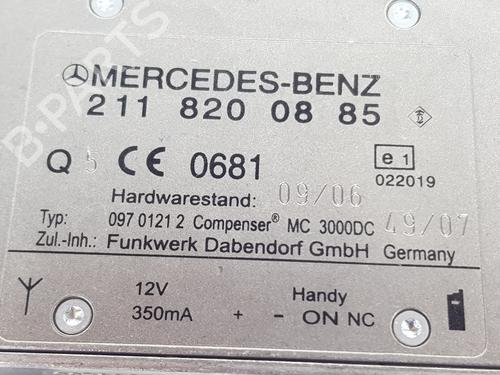 B-PARTS
MERCEDES-BENZ
211 820 08 85
Q 5 CE 0681 e1
022019
Hardwarestand: 09/06
Typ: 097 0121 2 Compenser® MC 3000DC 49/07
Zul.-Inh.: Funkwerk Dabendorf GmbH Germany
12V Handy
350mA + - ON NC